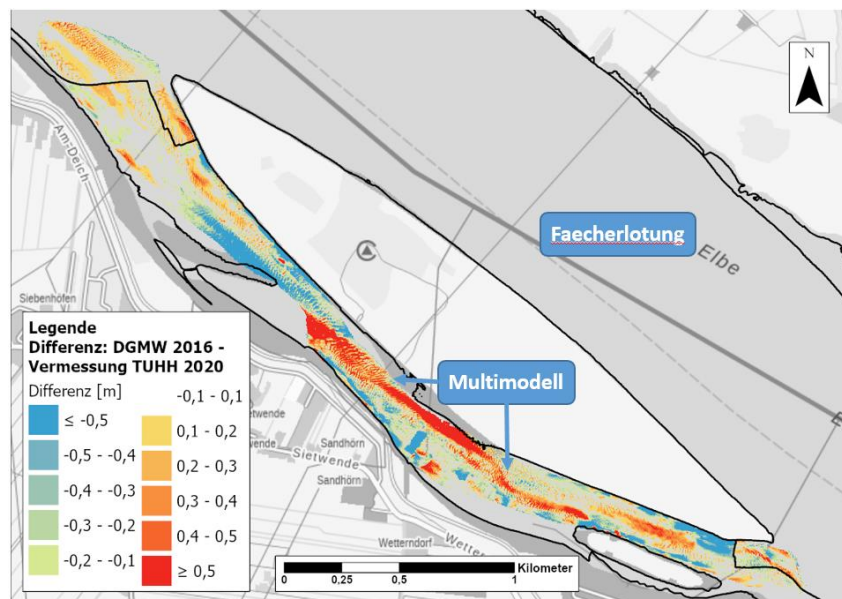 N
Am-Deich
Faecherlotung
Elbe
Siebenhöfen
Legende
Differenz: DGMW 2016 -
Vermessung TUHH 2020
Differenz [m]
≤ -0,5
-0,5 - -0,4
-0,4 - -0,3
-0,3 - -0,2
-0,2 - -0,1
-0,1 - 0,1
0,1 - 0,2
0,2 - 0,3
0,3 - 0,4
0,4 - 0,5
≥ 0,5
Multimodell
Sietwende
Sandhörn
Sandhörn
Wetterndorf
Kilometer
0 0,25 0,5 1